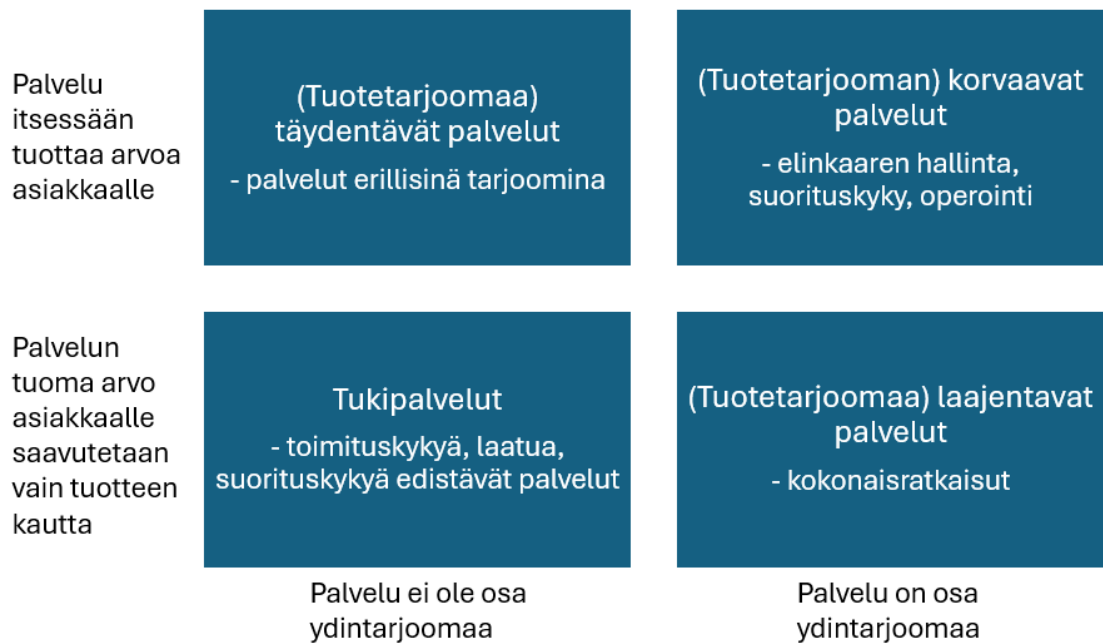 Palvelu
itsessään
tuottaa arvoa
asiakkaalle
(Tuotetarjoomaa)
täydentävät palvelut
- palvelut erillisinä tarjoomina
(Tuotetarjooman) korvaavat
palvelut
- elinkaaren hallinta,
suorituskyky, operointi
Palvelun
tuoma arvo
asiakkaalle
saavutetaan
vain tuotteen
kautta
Tukipalvelut
- toimituskykyä, laatua,
suorituskykyä edistävät palvelut
(Tuotetarjoomaa) laajentavat
palvelut
- kokonaisratkaisut
Palvelu ei ole osa
ydintarjoomaa
Palvelu on osa
ydintarjoomaa